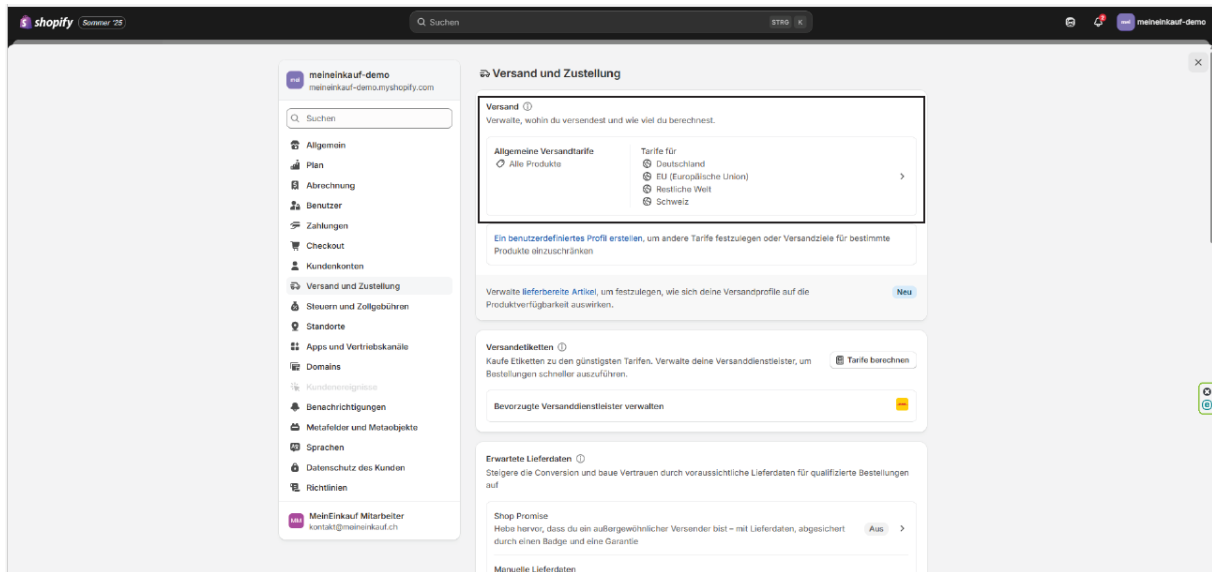 shopify Sommer '25
Suchen
STRG K
2
mei meineinkauf-demo
mei
meineinkauf-demo
meineinkauf-demo.myshopify.com
Suchen
Allgemein
Plan
Abrechnung
Benutzer
Zahlungen
Checkout
Kundenkonten
Versand und Zustellung
Steuern und Zollgebühren
Standorte
Apps und Vertriebskanäle
Domains
Kundenereignisse
Benachrichtigungen
Metafelder und Metaobjekte
Sprachen
Datenschutz des Kunden
Richtlinien
MM
MeinEinkauf Mitarbeiter
kontakt@meineinkauf.ch
Versand und Zustellung
Versand
Verwalte, wohin du versendest und wie viel du berechnest.
Allgemeine Versandtarife
Alle Produkte
Tarife für
Deutschland
EU (Europäische Union)
Restliche Welt
Schweiz
Ein benutzerdefiniertes Profil erstellen, um andere Tarife festzulegen oder Versandziele für bestimmte
Produkte einzuschränken
Verwalte lieferbereite Artikel, um festzulegen, wie sich deine Versandprofile auf die
Produktverfügbarkeit auswirken.
Neu
Versandetiketten
Kaufe Etiketten zu den günstigsten Tarifen. Verwalte deine Versanddienstleister, um
Bestellungen schneller auszuführen.
Tarife berechnen
Bevorzugte Versanddienstleister verwalten
Erwartete Lieferdaten
Steigere die Conversion und baue Vertrauen durch voraussichtliche Lieferdaten für qualifizierte Bestellungen
auf
Shop Promise
Hebe hervor, dass du ein außergewöhnlicher Versender bist – mit Lieferdaten, abgesichert
durch einen Badge und eine Garantie
Aus
Manuelle Lieferdaten